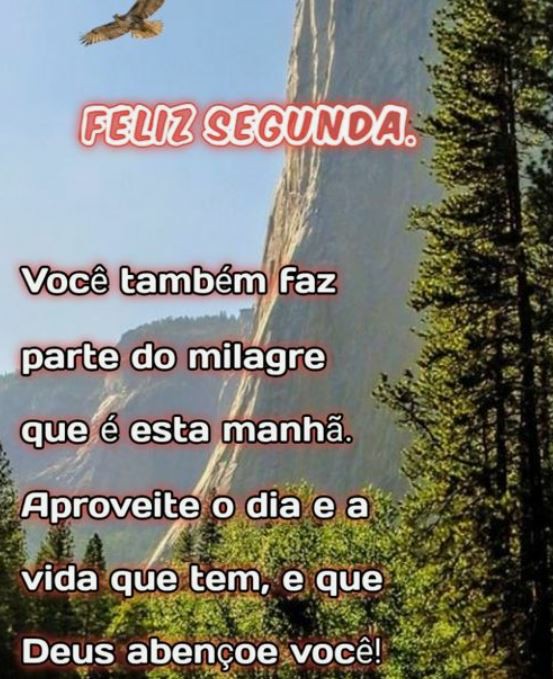 FELIZ SEGUNDA.
Você também faz
parte do milagre
que é esta manhã.
Aproveite o dia e a
vida que tem, e que
Deus abençoe você!